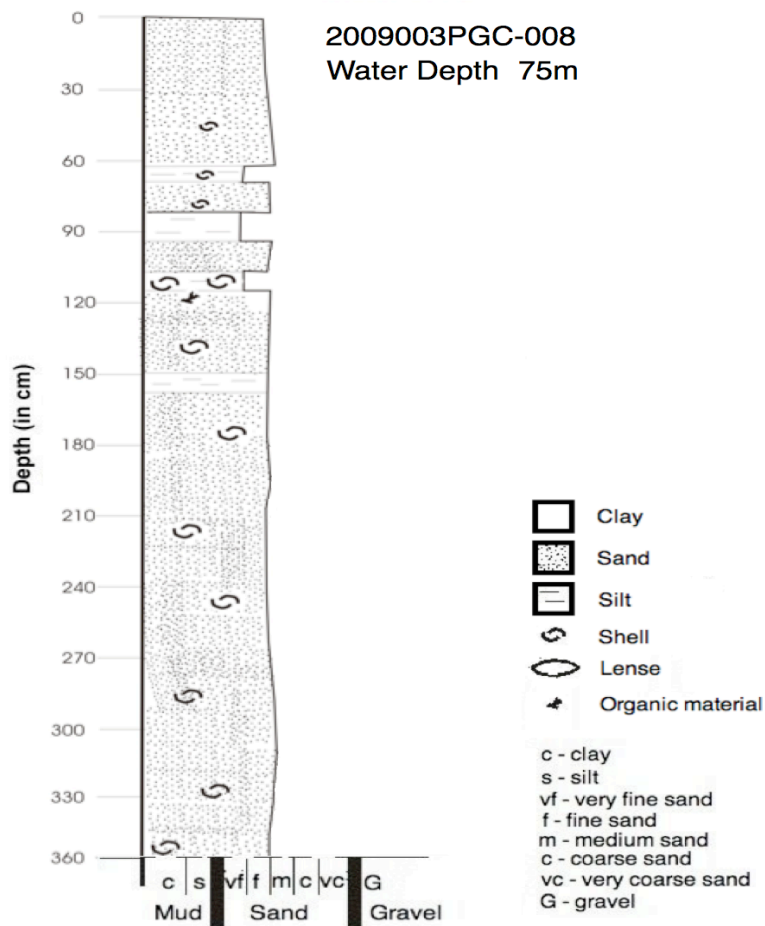 2009003PGC-008
Water Depth 75m
0
30
60
90
120
150
180
210
240
270
300
330
360
Depth (in cm)
c s vf f m c vc G
Mud Sand Gravel
Clay
Sand
Silt
Shell
Lense
Organic material
c - clay
s - silt
vf - very fine sand
f - fine sand
m - medium sand
c - coarse sand
vc - very coarse sand
G - gravel